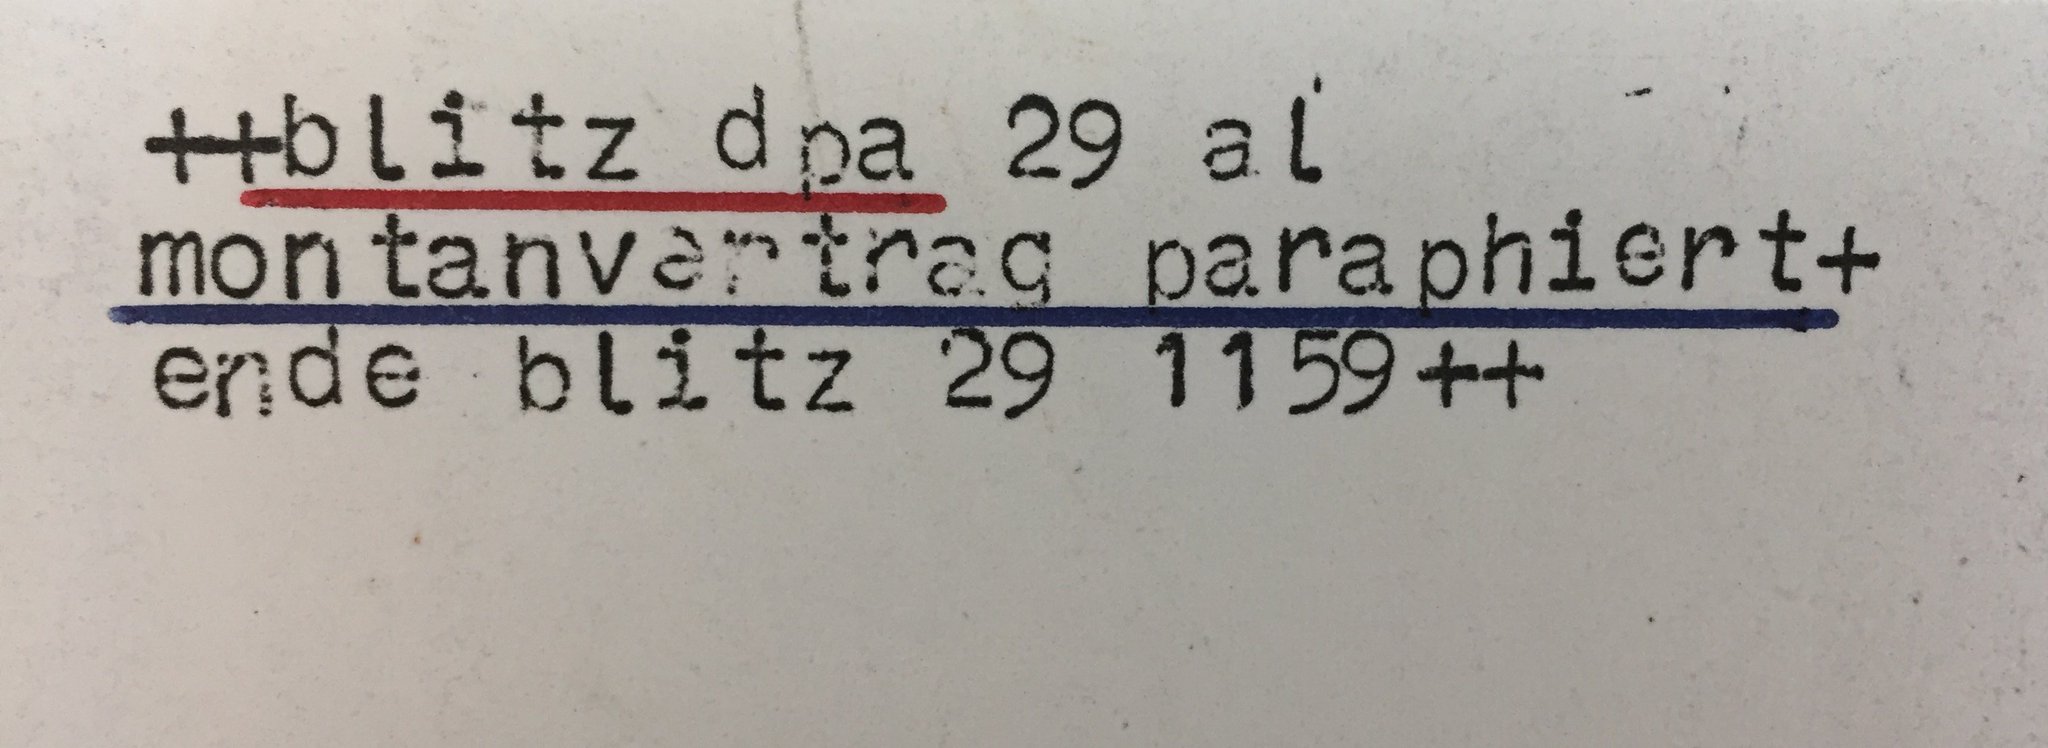 ++blitz dpa 29 al
montanvertrag paraphiert+
ende blitz 29 1159++